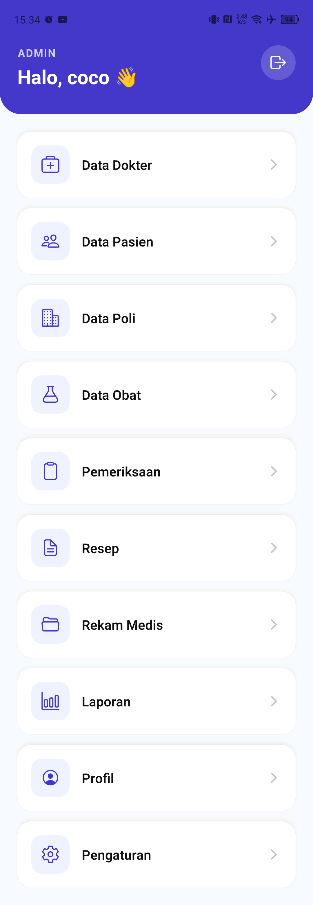 15.34
ADMIN
Halo, coco 👋
Data Dokter
Data Pasien
Data Poli
Data Obat
Pemeriksaan
Resep
Rekam Medis
Laporan
Profil
Pengaturan